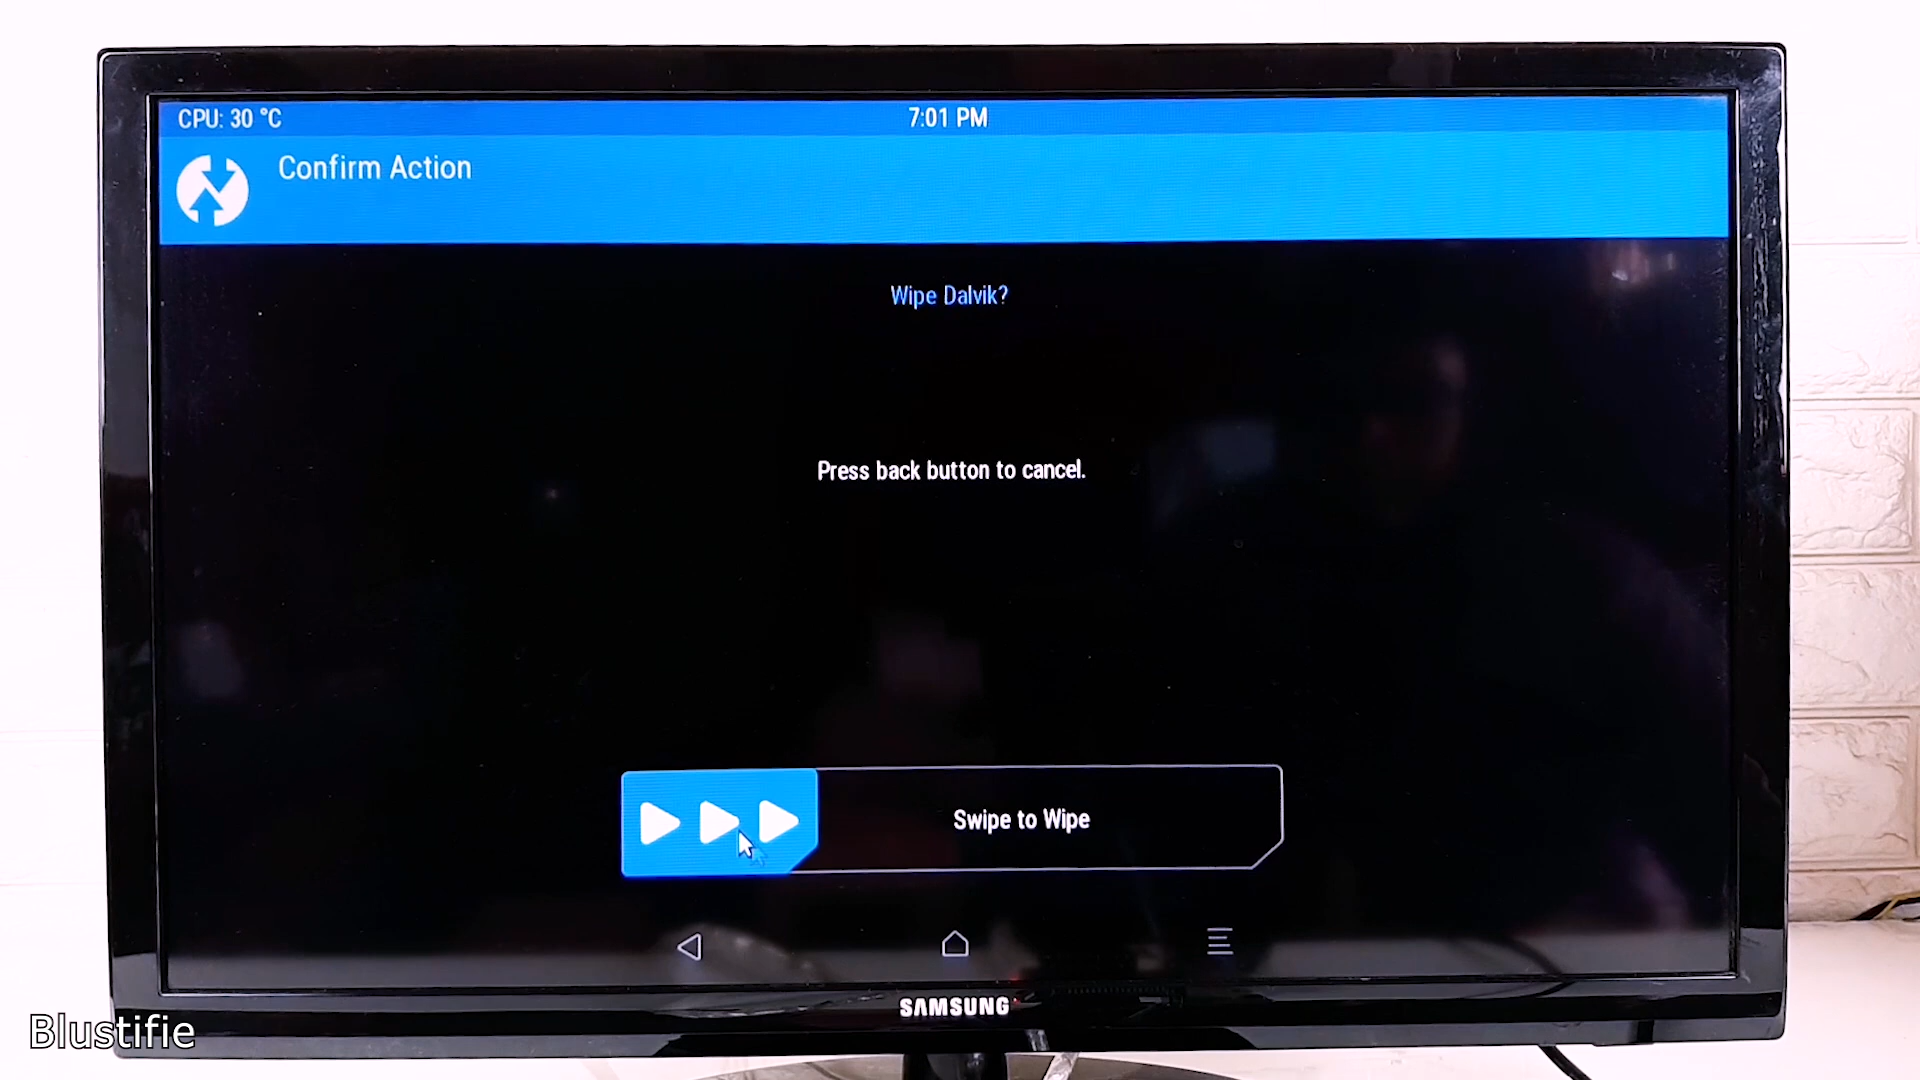 CPU: 30 °C
7:01 PM
Confirm Action
Wipe Dalvik?
Press back button to cancel.
Swipe to Wipe
SAMSUNG
Blustifie